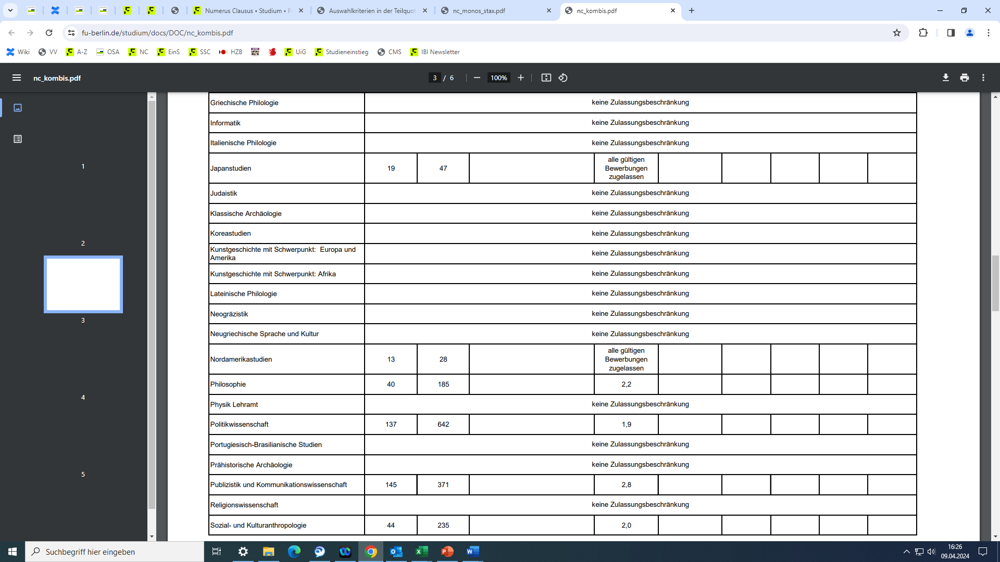 Numerus Clausus • Studium • F
Auswahlkriterien in der Teilquot
nc_monos_stax.pdf
nc_kombis.pdf
fu-berlin.de/studium/docs/DOC/nc_kombis.pdf
Wiki
VV
A-Z
OSA
NC
EinS
SSC
HZB
UiG
Studieneinstieg
CMS
IBI Newsletter
nc_kombis.pdf
3 / 6
100%
1
2
3
4
5
Griechische Philologie
keine Zulassungsbeschränkung
Informatik
keine Zulassungsbeschränkung
Italienische Philologie
keine Zulassungsbeschränkung
Japanstudien
19
47
alle gültigen
Bewerbungen
zugelassen
Judaistik
keine Zulassungsbeschränkung
Klassische Archäologie
keine Zulassungsbeschränkung
Koreastudien
keine Zulassungsbeschränkung
Kunstgeschichte mit Schwerpunkt:  Europa und
Amerika
keine Zulassungsbeschränkung
Kunstgeschichte mit Schwerpunkt: Afrika
keine Zulassungsbeschränkung
Lateinische Philologie
keine Zulassungsbeschränkung
Neogräzistik
keine Zulassungsbeschränkung
Neugriechische Sprache und Kultur
keine Zulassungsbeschränkung
Nordamerikastudien
13
28
alle gültigen
Bewerbungen
zugelassen
Philosophie
40
185
2,2
Physik Lehramt
keine Zulassungsbeschränkung
Politikwissenschaft
137
642
1,9
Portugiesisch-Brasilianische Studien
keine Zulassungsbeschränkung
Prähistorische Archäologie
keine Zulassungsbeschränkung
Publizistik und Kommunikationswissenschaft
145
371
2,8
Religionswissenschaft
keine Zulassungsbeschränkung
Sozial- und Kulturanthropologie
44
235
2,0
Suchbegriff hier eingeben
16:26
09.04.2024